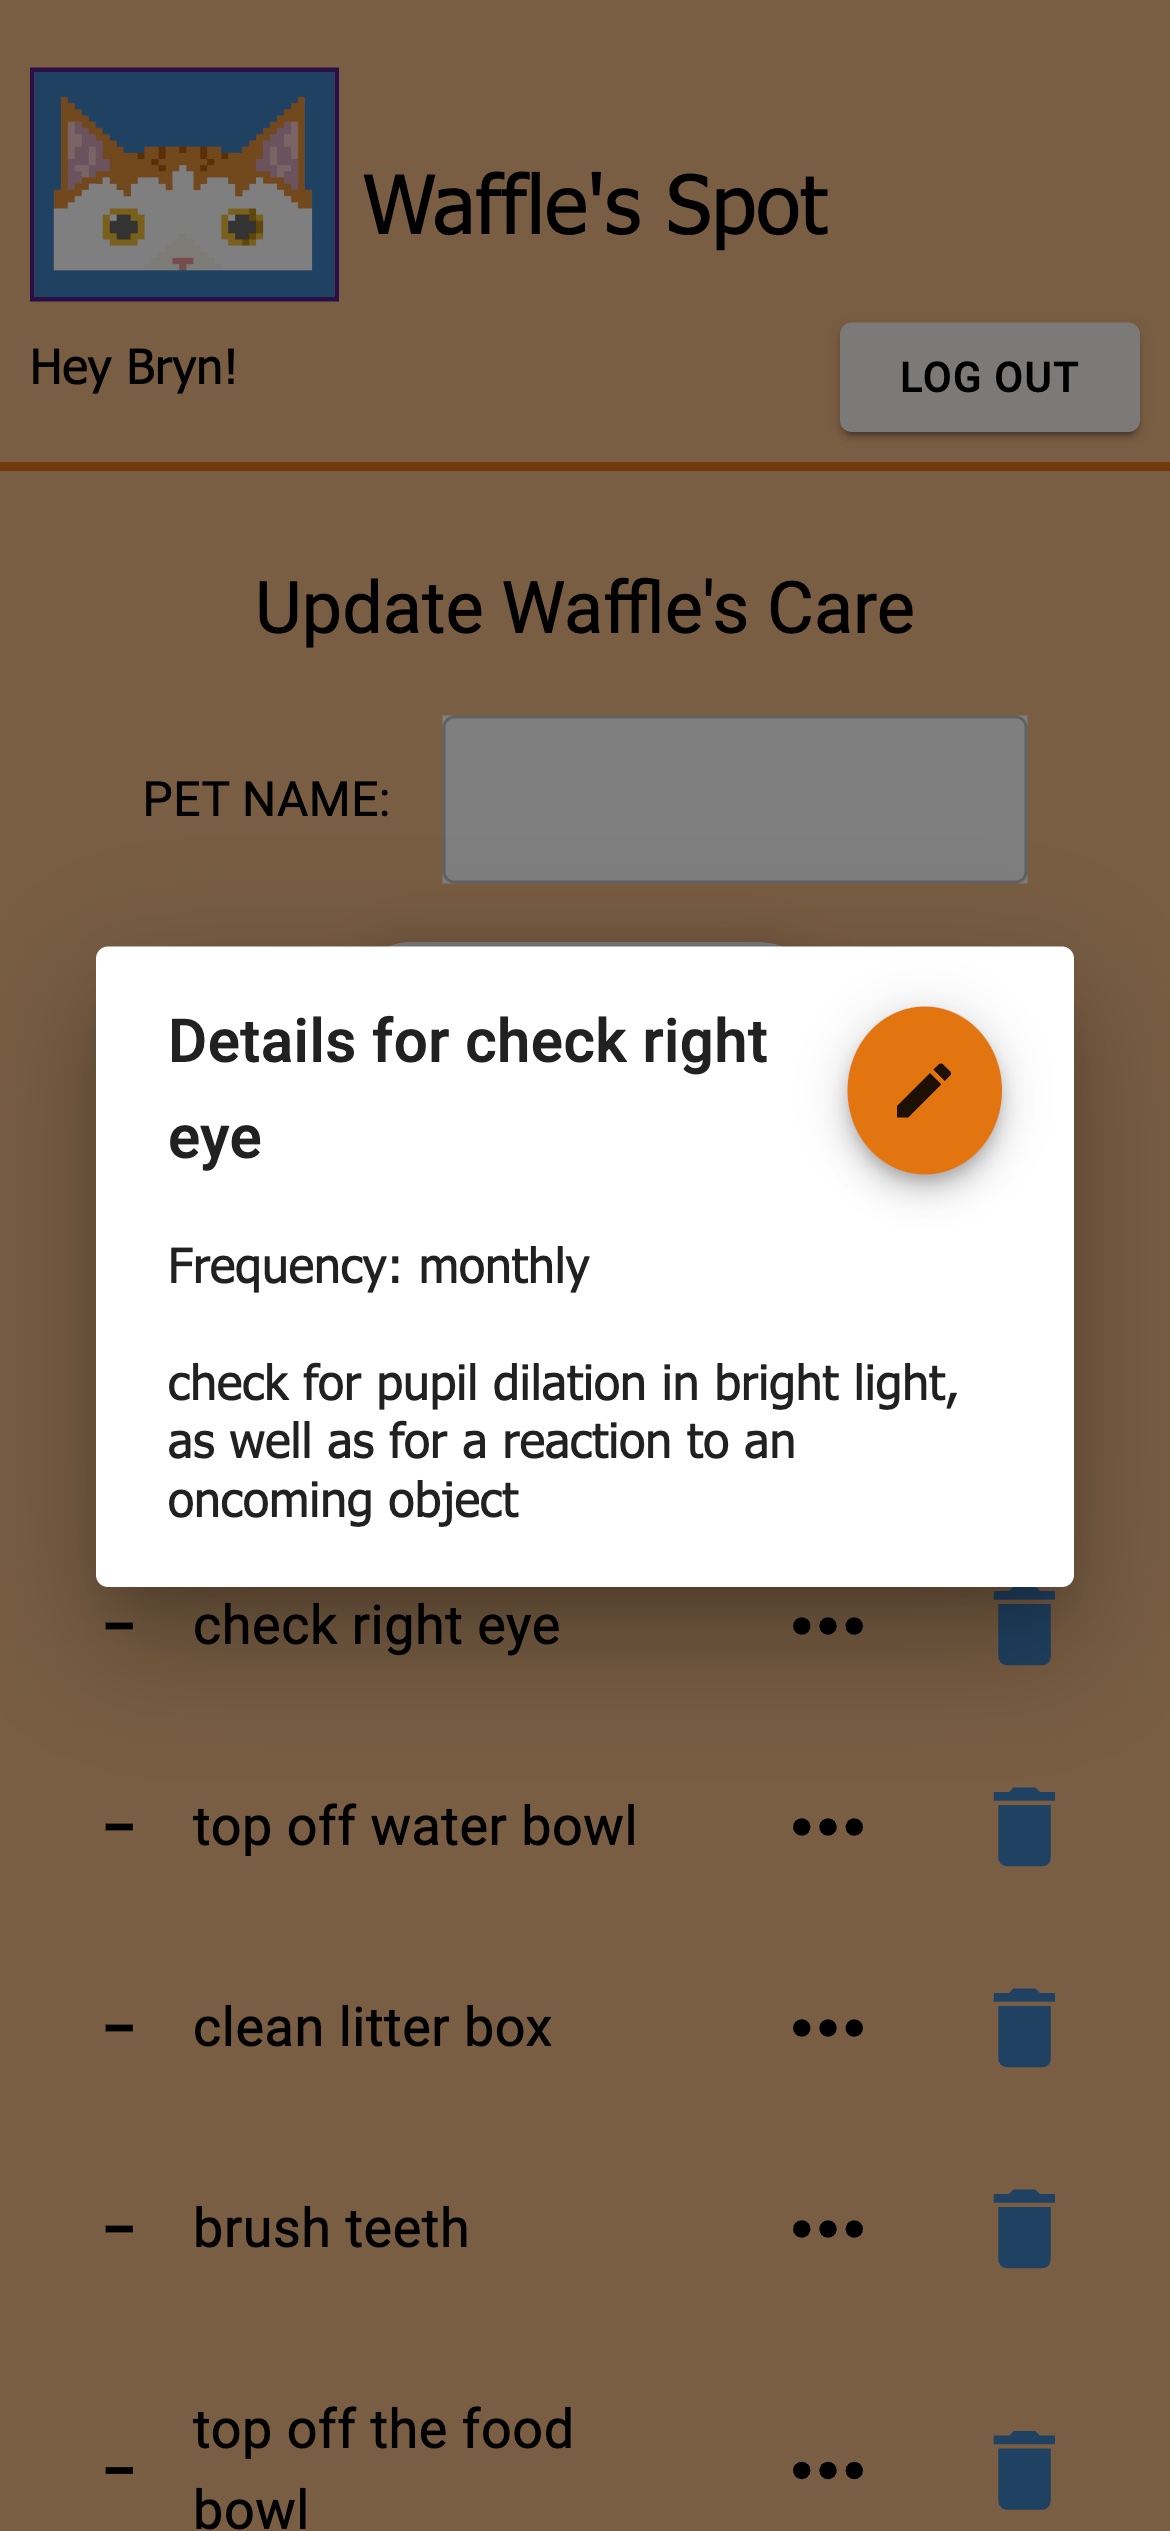 Waffle's Spot
Hey Bryn!
LOG OUT
Update Waffle's Care
PET NAME:
Details for check right
eye
Frequency: monthly
check for pupil dilation in bright light,
as well as for a reaction to an
oncoming object
check right eye
top off water bowl
clean litter box
brush teeth
top off the food
bowl